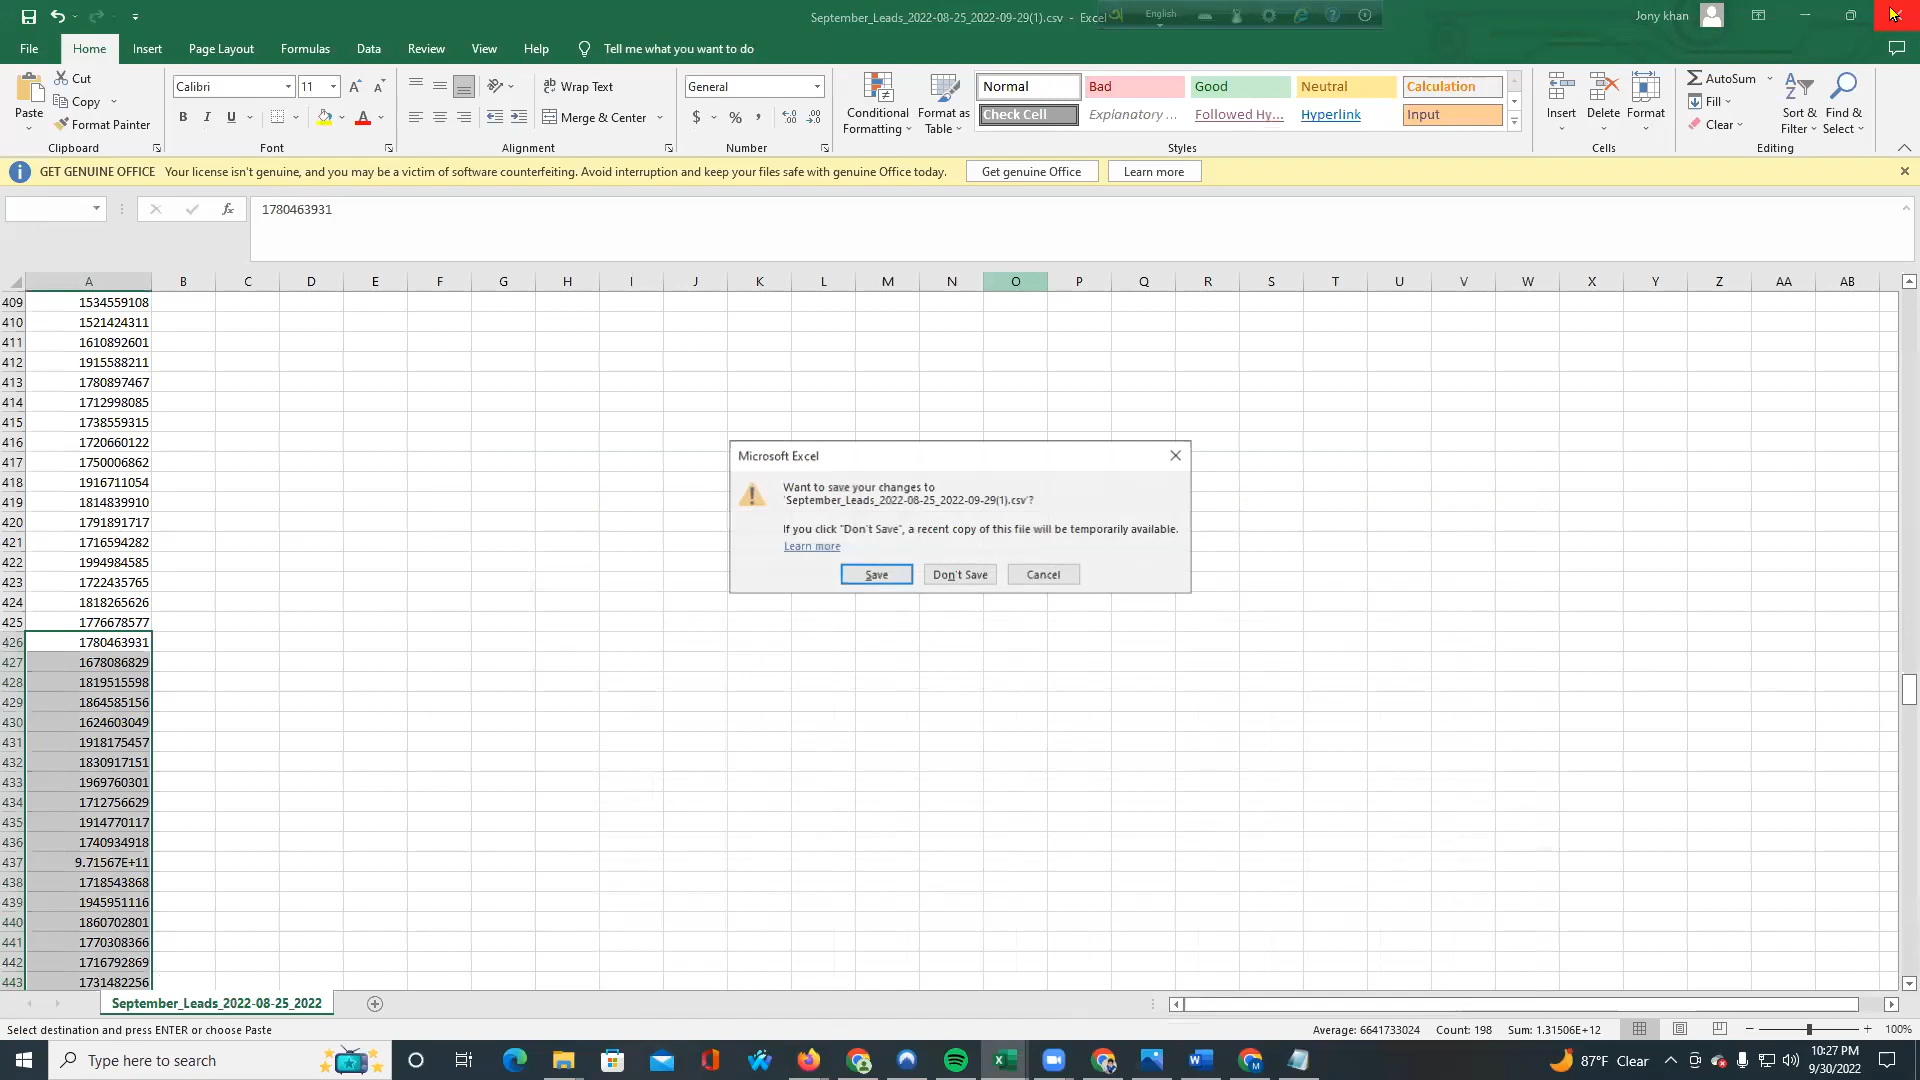 September_Leads_2022-08-25_2022-09-29(1).csv - Excel
English
Jony khan
File Home Insert Page Layout Formulas Data Review View Help Tell me what you want to do
Paste
Cut
Copy
Format Painter
Clipboard
Calibri 11
B I U
Font
Wrap Text
Merge & Center
Alignment
General
$ % ,
Number
Conditional Formatting
Format as Table
Normal Bad Good Neutral Calculation
Check Cell Explanatory ... Followed Hy... Hyperlink Input
Styles
Insert Delete Format
Cells
AutoSum
Fill
Clear
Sort & Filter
Find & Select
Editing
GET GENUINE OFFICE Your license isn't genuine, and you may be a victim of software counterfeiting. Avoid interruption and keep your files safe with genuine Office today. Get genuine Office Learn more
fx 1780463931
A B C D E F G H I J K L M N O P Q R S T U V W X Y Z AA AB
409 1534559108
410 1521424311
411 1610892601
412 1915588211
413 1780897467
414 1712998085
415 1738559315
416 1720660122
417 1750006862
418 1916711054
419 1814839910
420 1791891717
421 1716594282
422 1994984585
423 1722435765
424 1818265626
425 1776678577
426 1780463931
427 1678086829
428 1819515598
429 1864585156
430 1624603049
431 1918175457
432 1830917151
433 1969760301
434 1712756629
435 1914770117
436 1740934918
437 9.71567E+11
438 1718543868
439 1945951116
440 1860702801
441 1770308366
442 1716792869
443 1731482256
Microsoft Excel
Want to save your changes to
'September_Leads_2022-08-25_2022-09-29(1).csv'?
If you click "Don't Save", a recent copy of this file will be temporarily available.
Learn more
Save Don't Save Cancel
September_Leads_2022-08-25_2022
Select destination and press ENTER or choose Paste
Average: 6641733024 Count: 198 Sum: 1.31506E+12
100%
Type here to search
87°F Clear
10:27 PM
9/30/2022